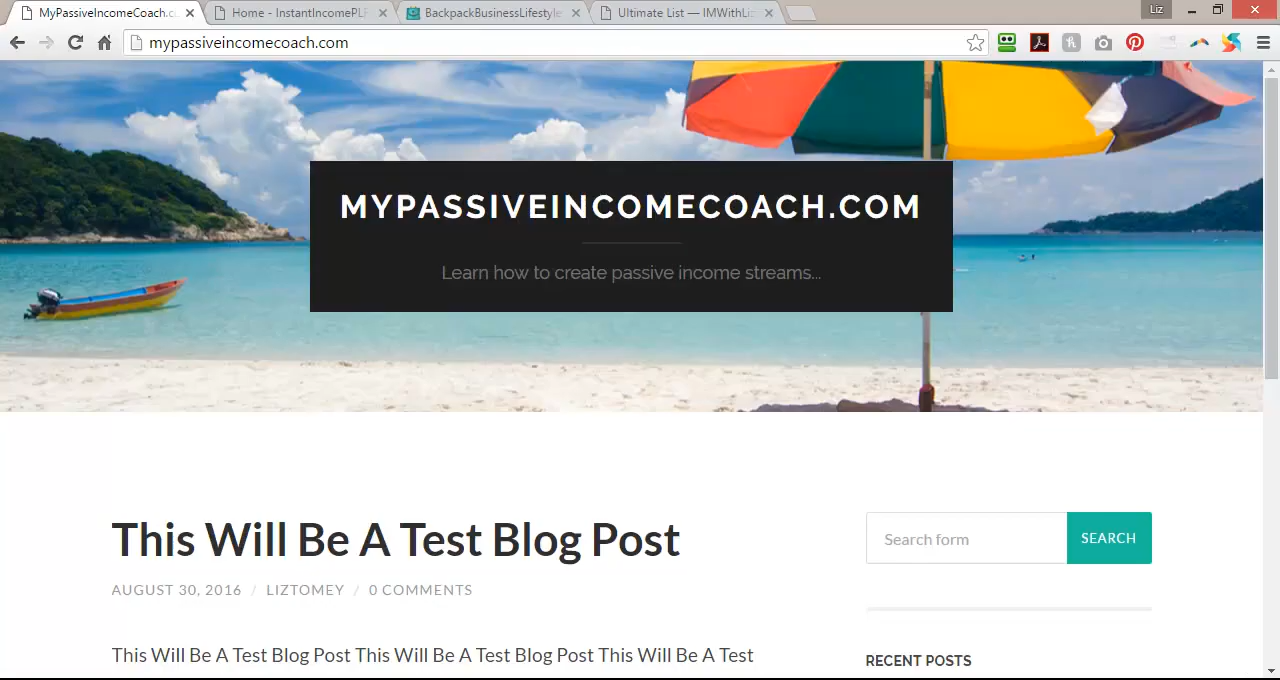 MyPassiveIncomeCoach.c
Home - InstantIncomePLR
BackpackBusinessLifestyle
Ultimate List — IMWithLiz
Liz
mypassiveincomecoach.com
MYPASSIVEINCOMECOACH.COM
Learn how to create passive income streams...
This Will Be A Test Blog Post
Search form
SEARCH
AUGUST 30, 2016 / LIZTOMEY / 0 COMMENTS
This Will Be A Test Blog Post This Will Be A Test Blog Post This Will Be A Test
RECENT POSTS